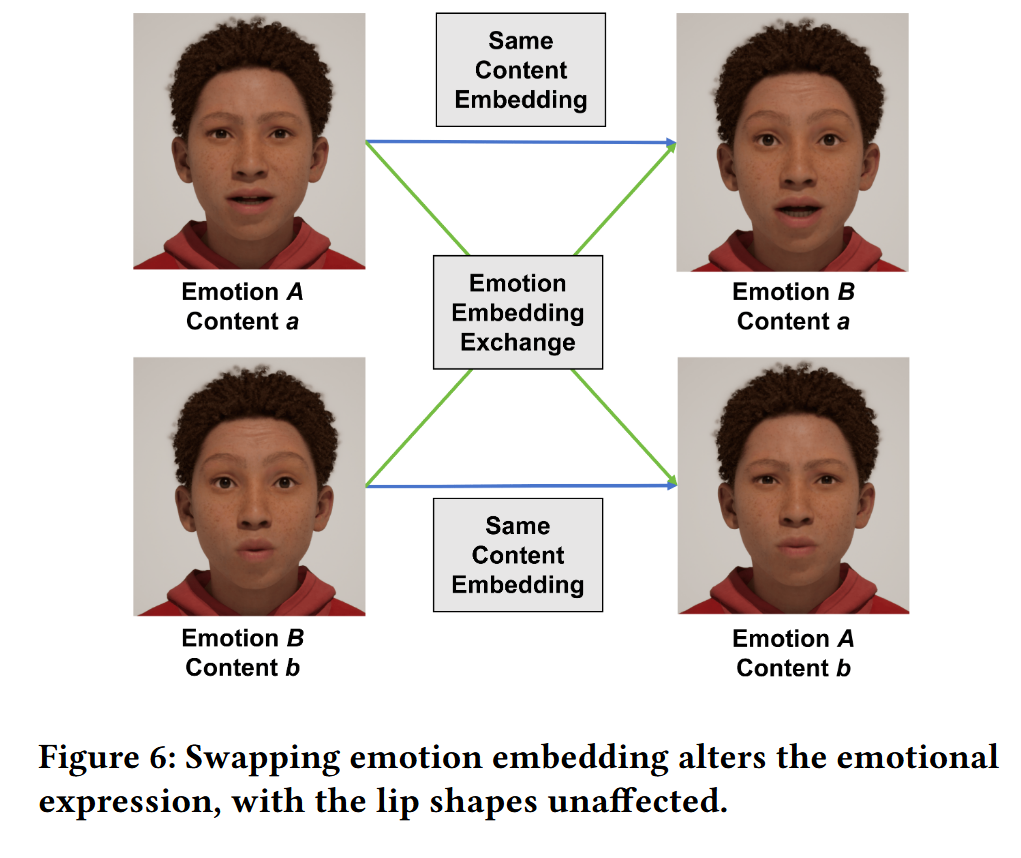 Same
Content
Embedding
Emotion A
Content a
Emotion B
Content a
Emotion
Embedding
Exchange
Same
Content
Embedding
Emotion B
Content b
Emotion A
Content b
Figure 6: Swapping emotion embedding alters the emotional
expression, with the lip shapes unaffected.